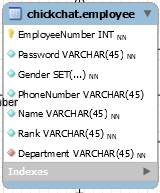 chickchat.employee
EmployeeNumber INT NN
Password VARCHAR(45) NN
Gender SET(...) NN
PhoneNumber VARCHAR(45)
Name VARCHAR(45) NN
Rank VARCHAR(45) NN
Department VARCHAR(45) NN
Indexes